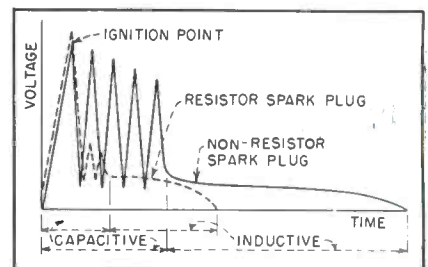 IGNITION POINT
VOLTAGE
RESISTOR SPARK PLUG
NON-RESISTOR
SPARK PLUG
TIME
CAPACITIVE
INDUCTIVE